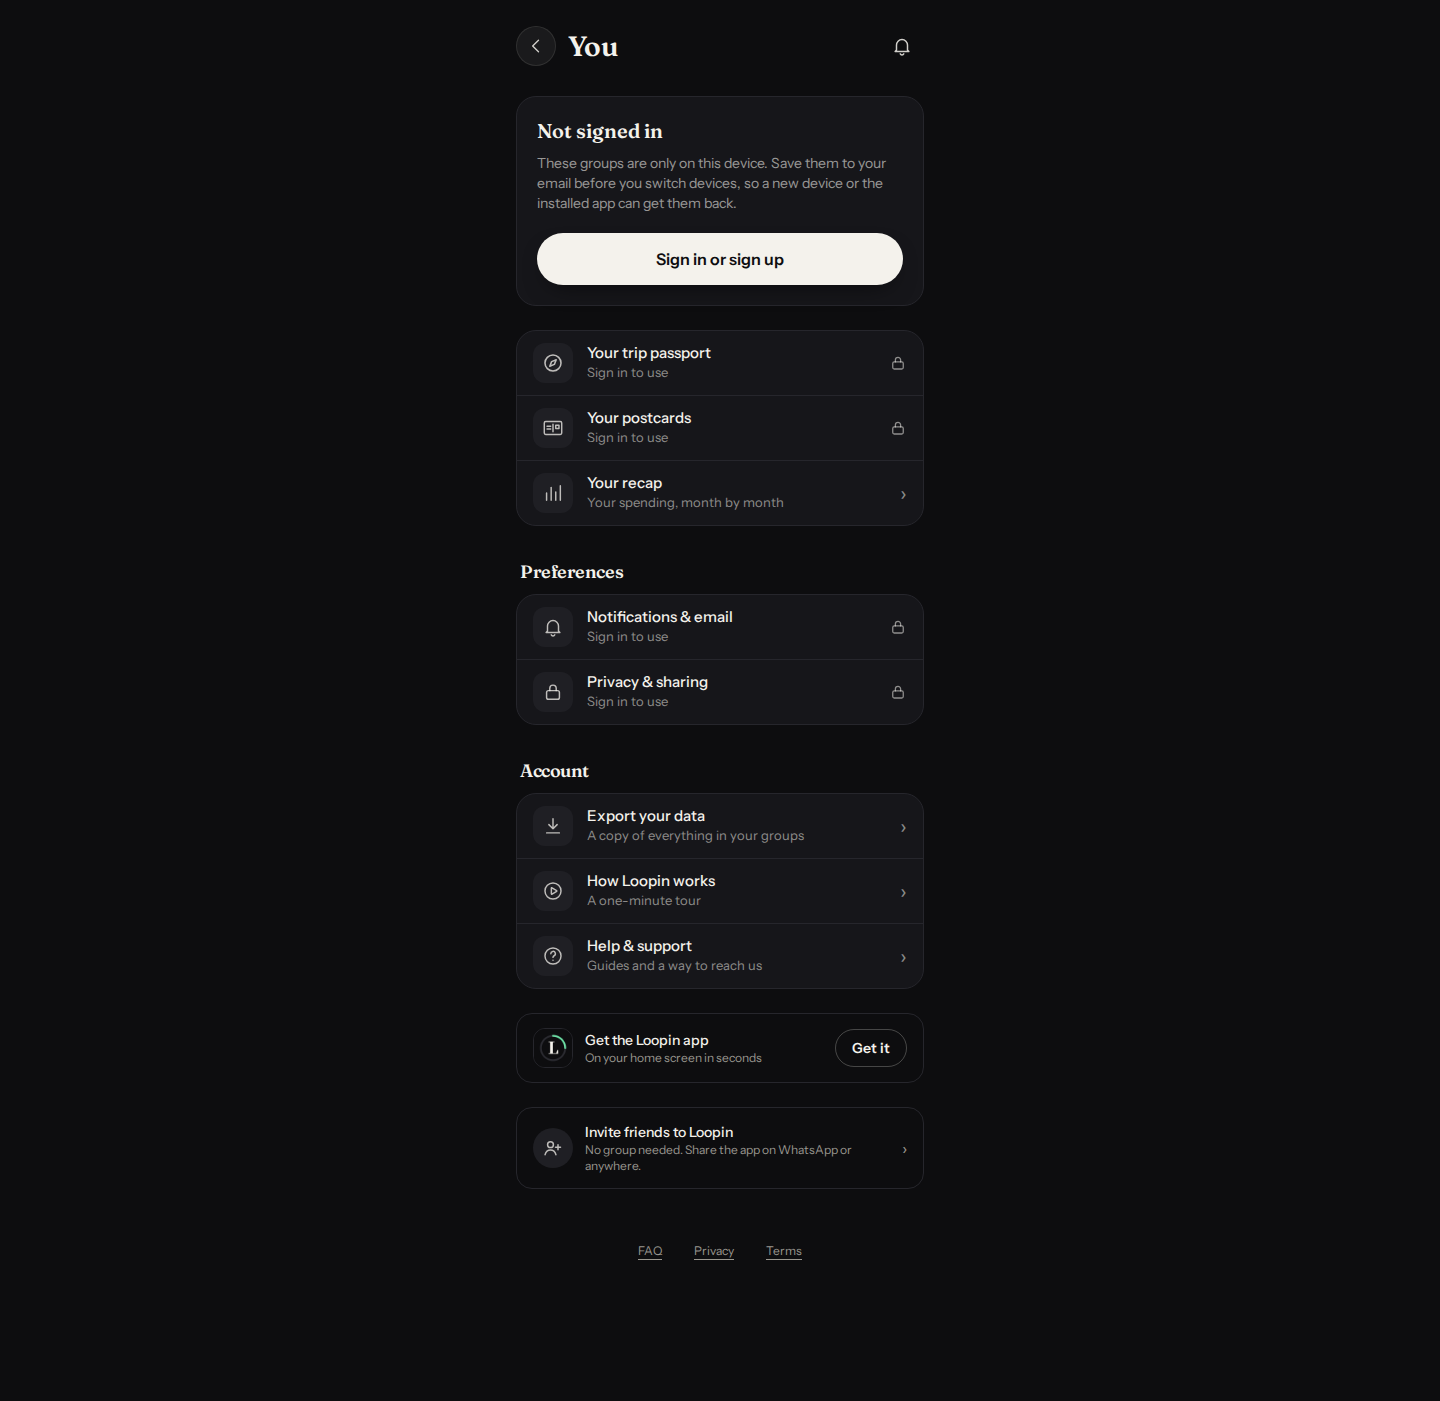 You
Not signed in
These groups are only on this device. Save them to your
email before you switch devices, so a new device or the
installed app can get them back.
Sign in or sign up
Your trip passport
Sign in to use
Your postcards
Sign in to use
Your recap
Your spending, month by month
Preferences
Notifications & email
Sign in to use
Privacy & sharing
Sign in to use
Account
Export your data
A copy of everything in your groups
How Loopin works
A one-minute tour
Help & support
Guides and a way to reach us
L
Get the Loopin app
On your home screen in seconds
Get it
Invite friends to Loopin
No group needed. Share the app on WhatsApp or
anywhere.
FAQ Privacy Terms